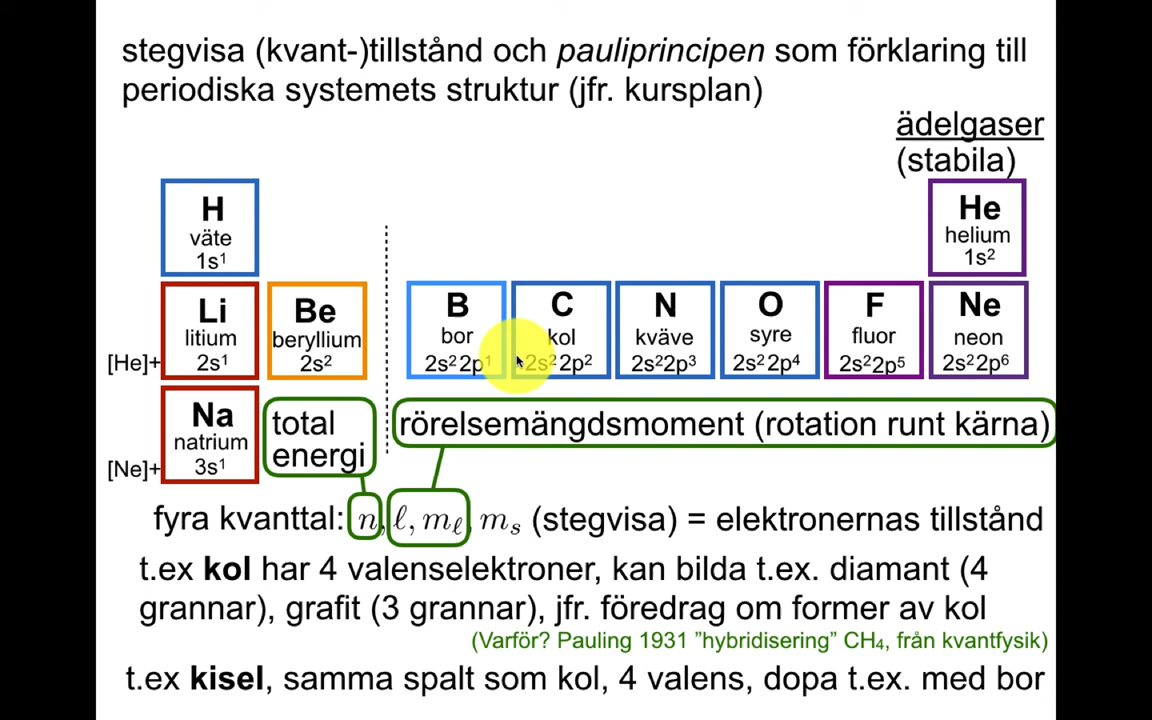 stegvisa (kvant-)tillstånd och pauliprincipen som förklaring till
periodiska systemets struktur (jfr. kursplan)
ädelgaser
(stabila)
H
väte
1s¹
He
helium
1s²
[He]+
Li
litium
2s¹
Be
beryllium
2s²
B
bor
2s²2p¹
C
kol
2s²2p²
N
kväve
2s²2p³
O
syre
2s²2p⁴
F
fluor
2s²2p⁵
Ne
neon
2s²2p⁶
[Ne]+
Na
natrium
3s¹
total
energi
rörelsemängdsmoment (rotation runt kärna)
fyra kvanttal: n, ℓ, mℓ, mₛ (stegvisa) = elektronernas tillstånd
t.ex kol har 4 valenselektroner, kan bilda t.ex. diamant (4
grannar), grafit (3 grannar), jfr. föredrag om former av kol
(Varför? Pauling 1931 ”hybridisering” CH₄, från kvantfysik)
t.ex kisel, samma spalt som kol, 4 valens, dopa t.ex. med bor